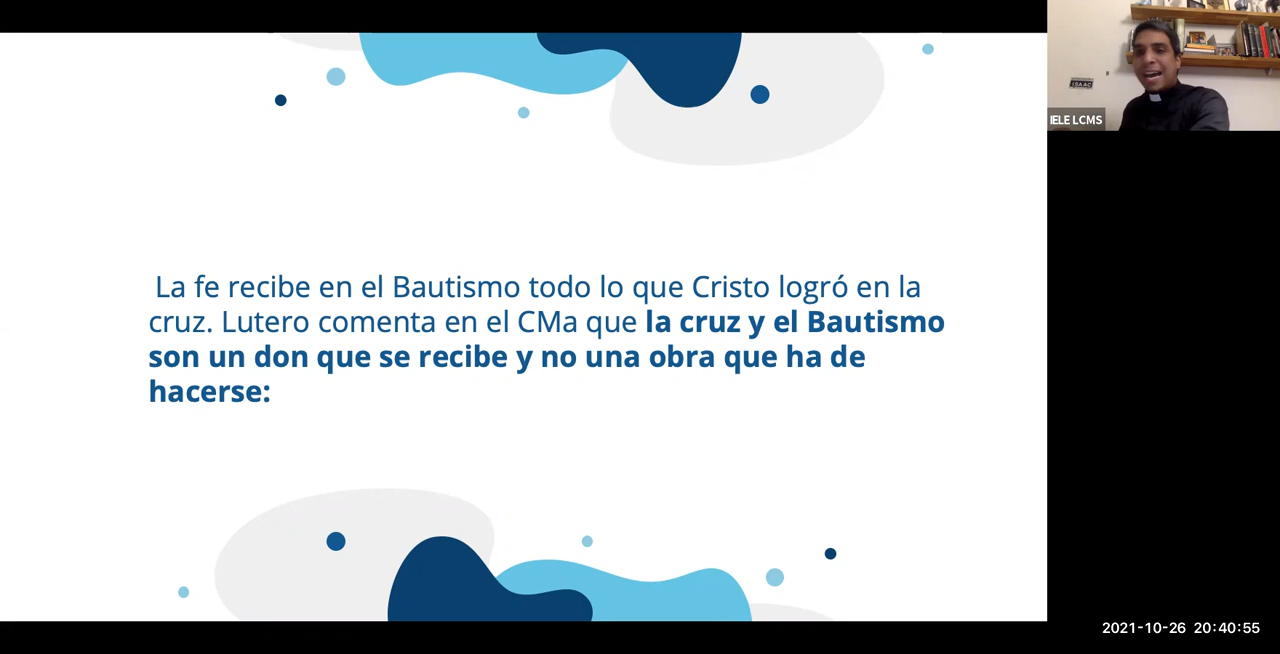 La fe recibe en el Bautismo todo lo que Cristo logró en la
cruz. Lutero comenta en el CMa que la cruz y el Bautismo
son un don que se recibe y no una obra que ha de
hacerse:
ISAAC
IELE LCMS
2021-10-26 20:40:55